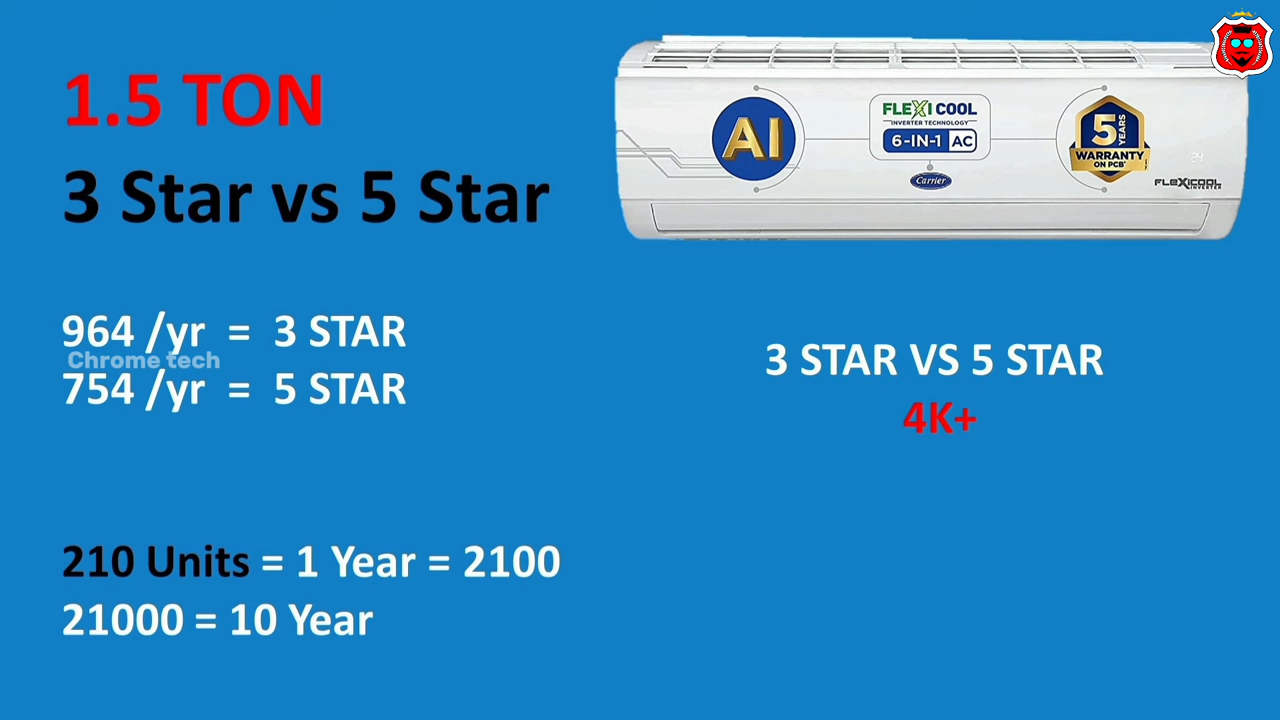 1.5 TON
3 Star vs 5 Star
AI
FLEXI COOL
INVERTER TECHNOLOGY
6-IN-1 AC
Carrier
5 YEARS
WARRANTY
ON PCB*
24
FLEXICOOL
INVERTER
964 /yr = 3 STAR
Chrome tech
754 /yr = 5 STAR
3 STAR VS 5 STAR
4K+
210 Units = 1 Year = 2100
21000 = 10 Year